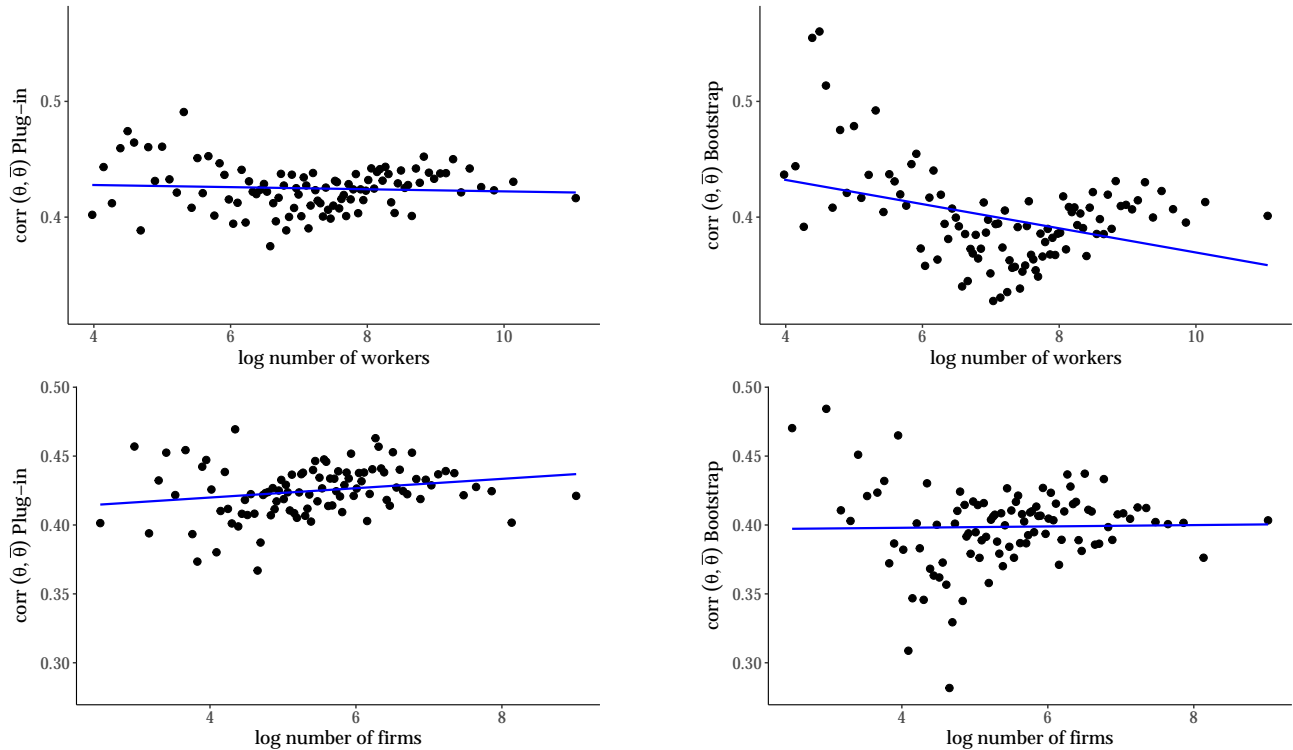 corr (θ, θ̅) Plug−in
0.5
0.4
4 6 8 10
log number of workers
corr (θ, θ̅) Bootstrap
0.5
0.4
4 6 8 10
log number of workers
corr (θ, θ̅) Plug−in
0.50
0.45
0.40
0.35
0.30
4 6 8
log number of firms
corr (θ, θ̅) Bootstrap
0.50
0.45
0.40
0.35
0.30
4 6 8
log number of firms